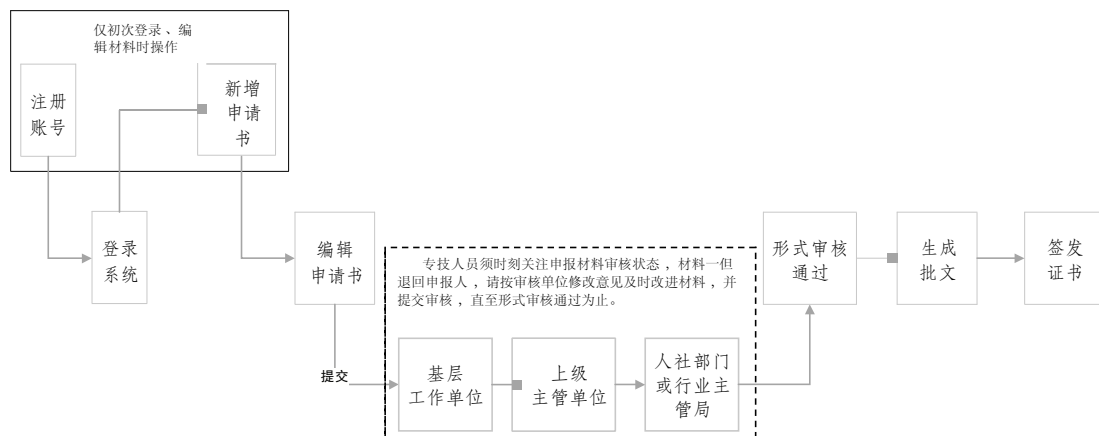 仅初次登录、编
辑材料时操作
注册
账号
新增
申请
书
登录
系统
编辑
申请书
提交
专技人员须时刻关注申报材料审核状态，材料一但
退回申报人，请按审核单位修改意见及时改进材料，并
提交审核，直至形式审核通过为止。
基层
工作单位
上级
主管单位
人社部门
或行业主
管局
形式审核
通过
生成
批文
签发
证书